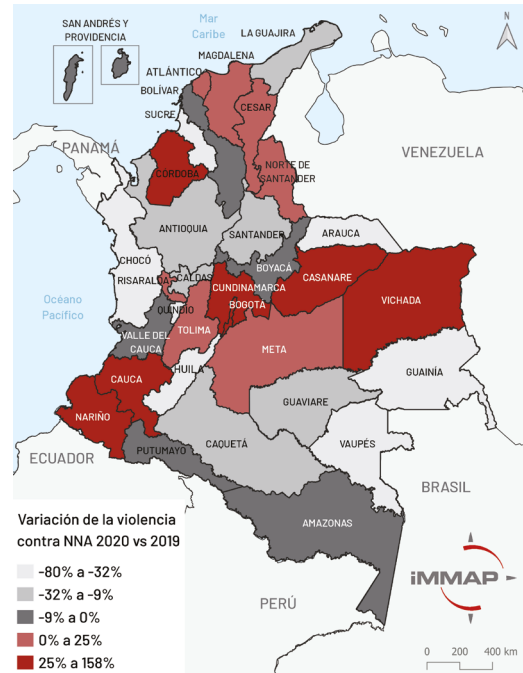 SAN ANDRÉS Y
PROVIDENCIA
Mar
Caribe
LA GUAJIRA
N
MAGDALENA
ATLÁNTICO
BOLÍVAR
CESAR
SUCRE
PANAMÁ
VENEZUELA
NORTE DE
SANTANDER
CÓRDOBA
ANTIOQUIA
SANTANDER
ARAUCA
CHOCÓ
BOYACÁ
CASANARE
RISARALDA
CALDAS
CUNDINAMARCA
VICHADA
Océano
Pacífico
QUINDÍO
BOGOTÁ
TOLIMA
VALLE DEL
CAUCA
META
HUILA
GUAINÍA
CAUCA
GUAVIARE
NARIÑO
VAUPÉS
CAQUETÁ
ECUADOR
PUTUMAYO
BRASIL
AMAZONAS
Variación de la violencia
contra NNA 2020 vs 2019
-80% a -32%
-32% a -9%
-9% a 0%
0% a 25%
25% a 158%
PERÚ
iMMAP
0 200 400 km